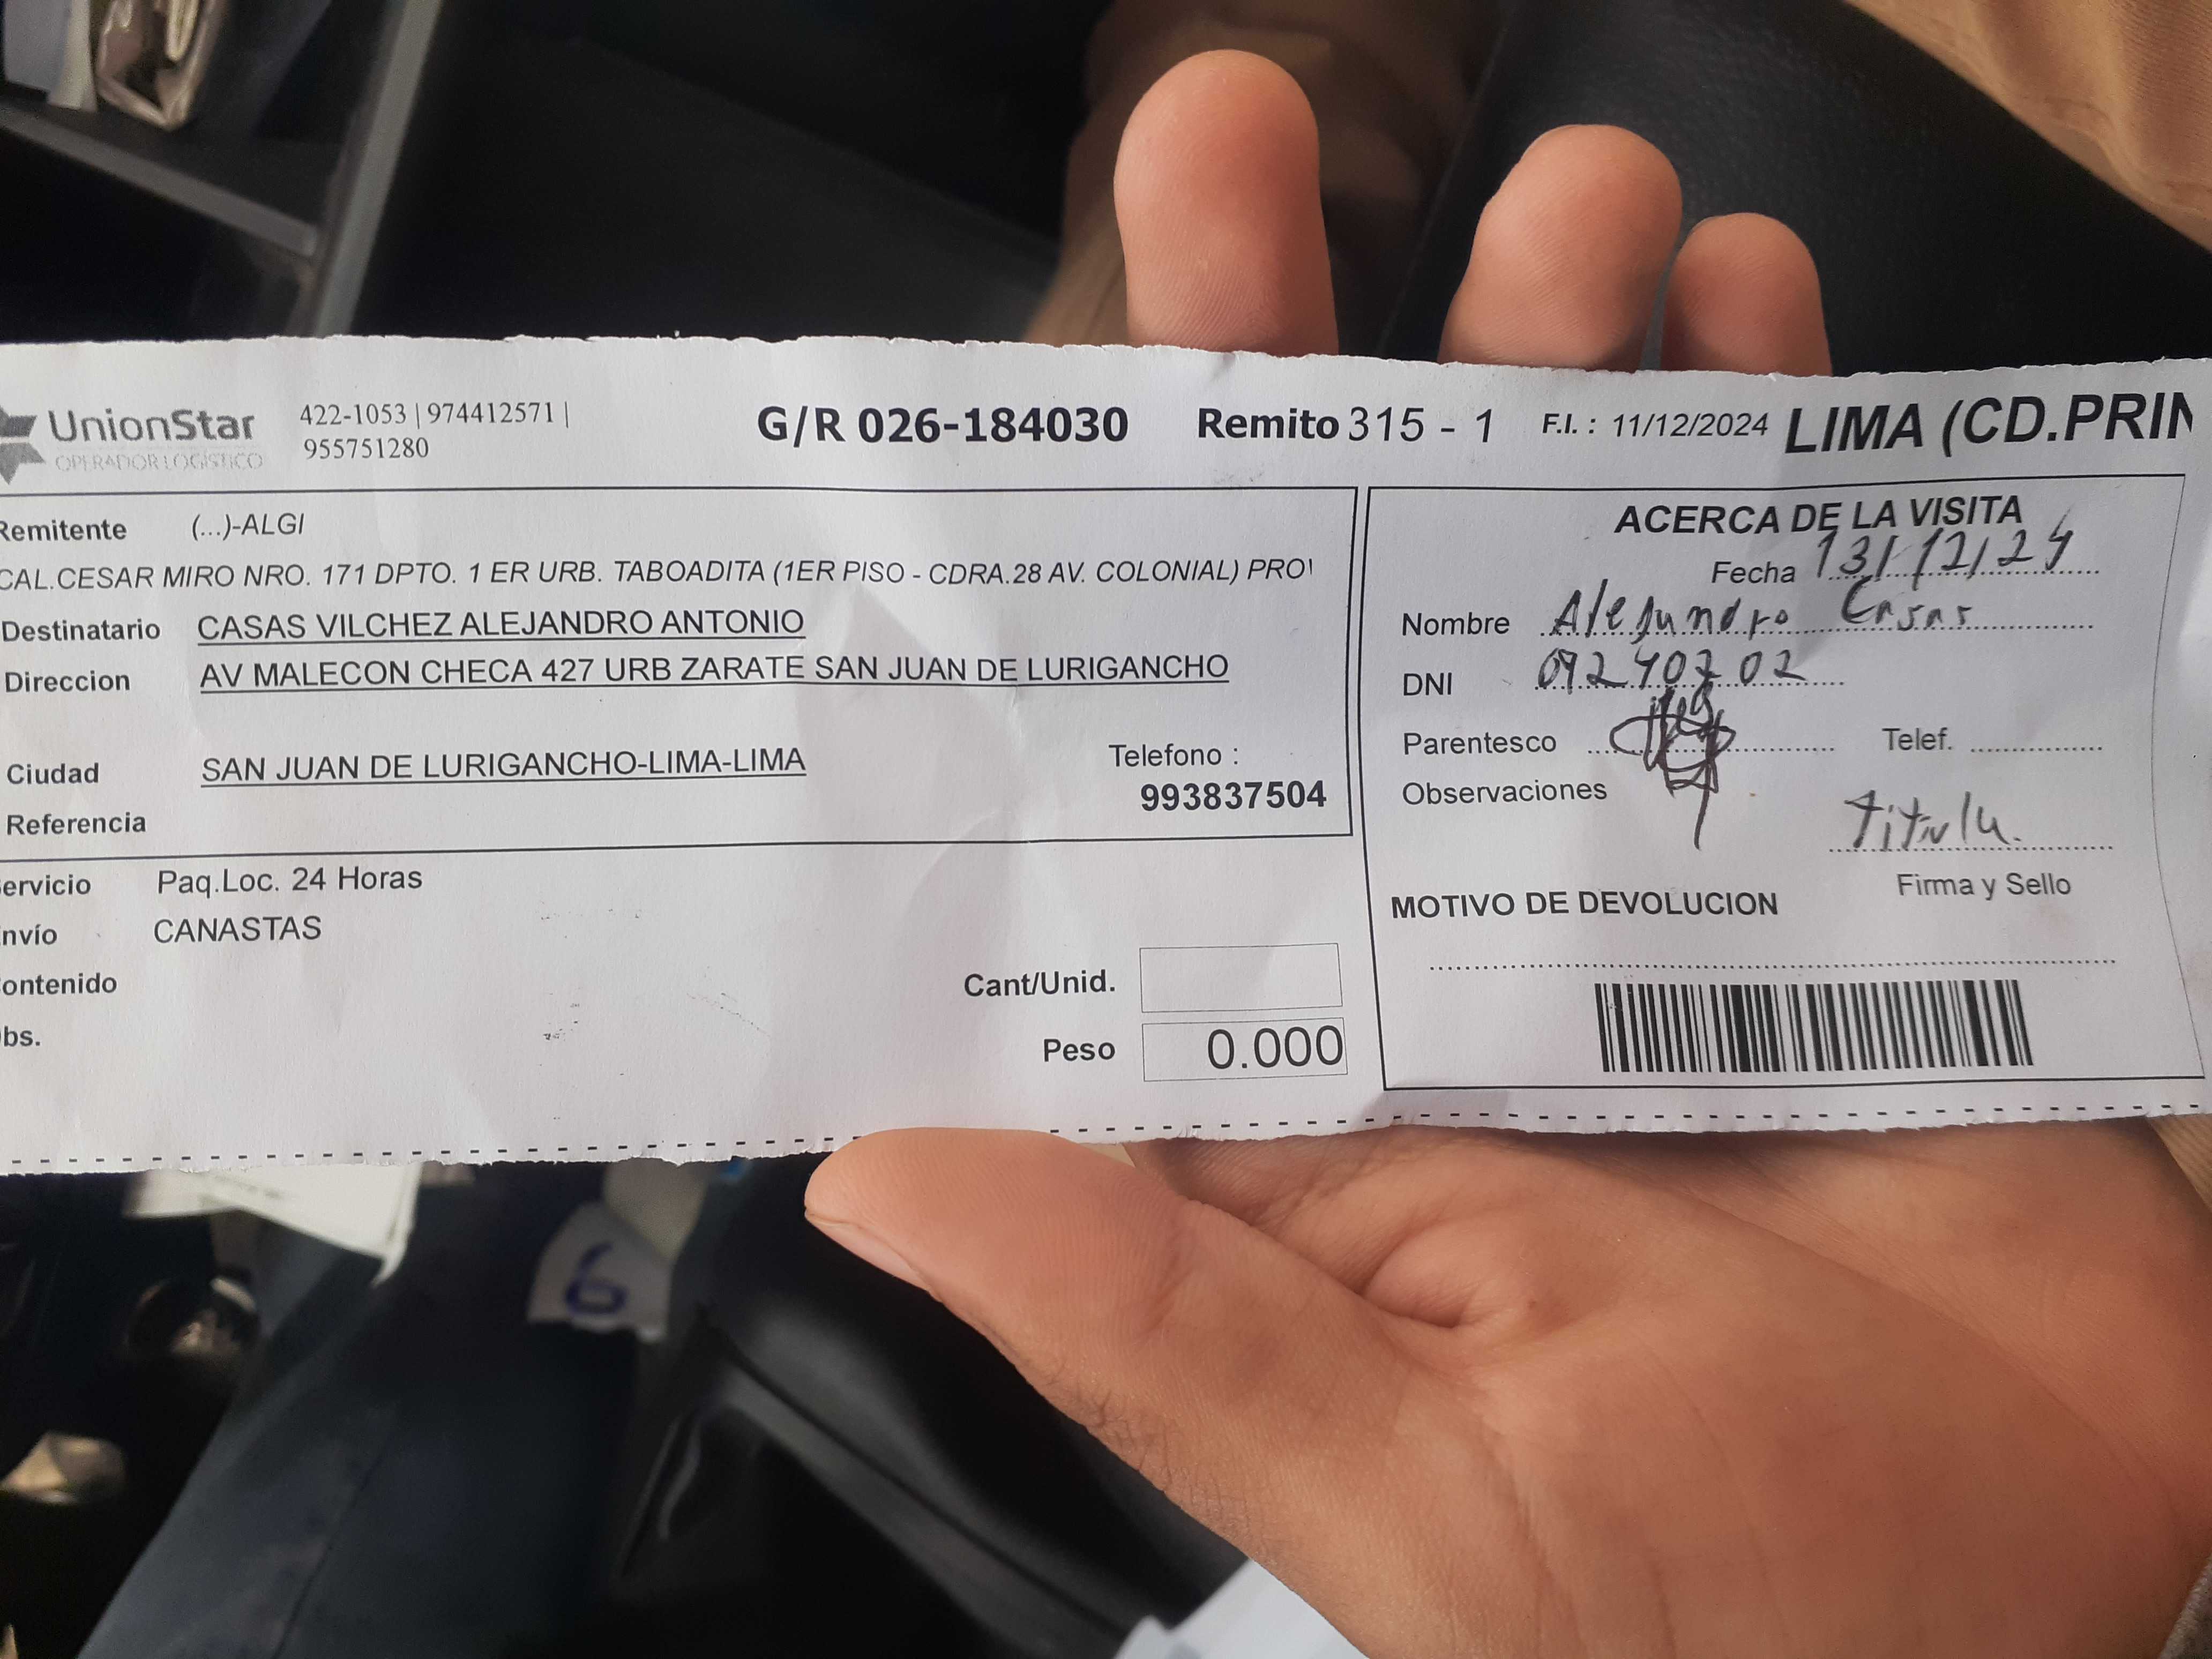 UnionStar
OPERADOR LOGÍSTICO
422-1053 | 974412571 |
955751280
G/R 026-184030 Remito 315 - 1 F.I. : 11/12/2024 LIMA (CD.PRIN
Remitente (...)-ALGI
CAL.CESAR MIRO NRO. 171 DPTO. 1 ER URB. TABOADITA (1ER PISO - CDRA.28 AV. COLONIAL) PRO
Destinatario CASAS VILCHEZ ALEJANDRO ANTONIO
Direccion AV MALECON CHECA 427 URB ZARATE SAN JUAN DE LURIGANCHO
Ciudad SAN JUAN DE LURIGANCHO-LIMA-LIMA
Telefono :
993837504
Referencia
ervicio Paq.Loc. 24 Horas
nvío CANASTAS
ontenido
bs.
Cant/Unid.
Peso 0.000
ACERCA DE LA VISITA
Fecha 13/12/24
Nombre Alejandro Casas
DNI 09240702
Parentesco Telef.
Observaciones
Titula.
Firma y Sello
MOTIVO DE DEVOLUCION
6